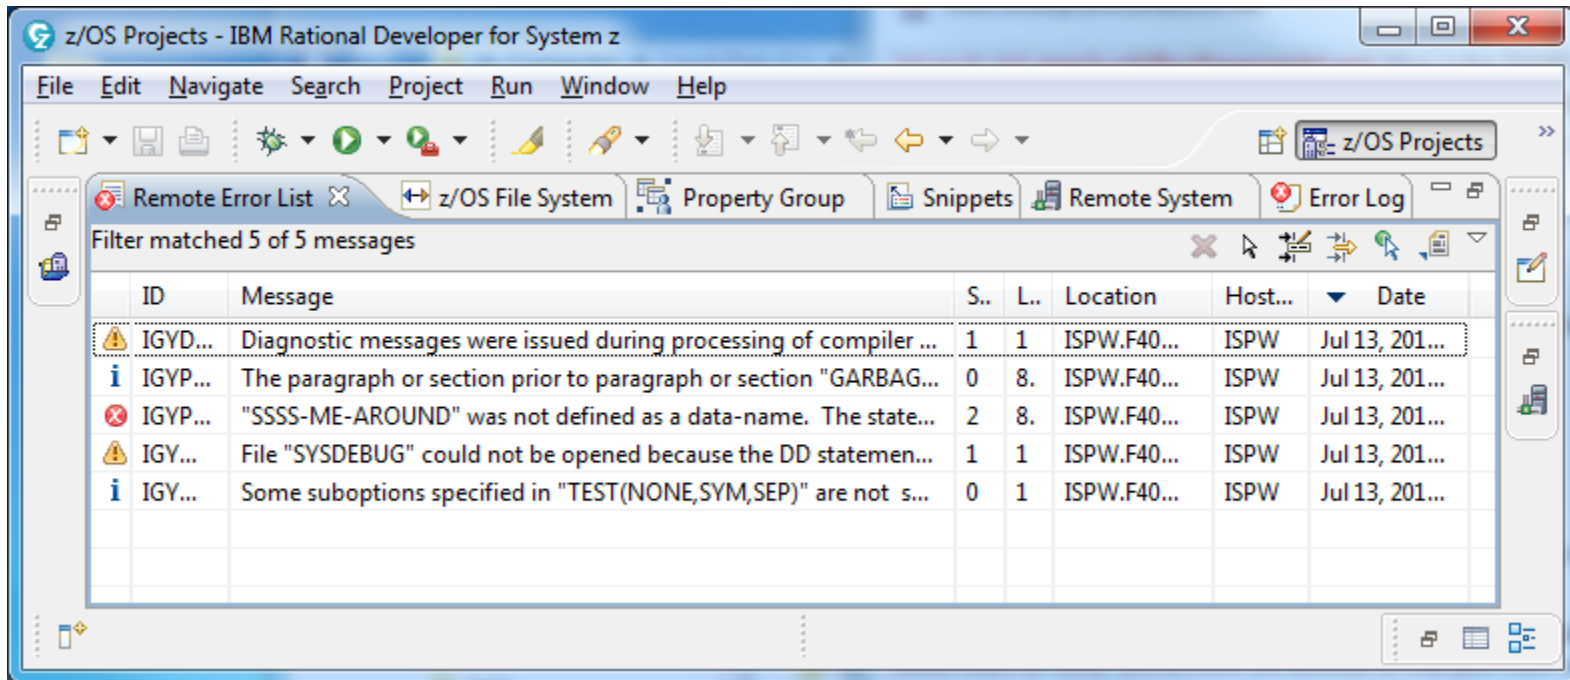 z/OS Projects - IBM Rational Developer for System z
File Edit Navigate Search Project Run Window Help
z/OS Projects
Remote Error List z/OS File System Property Group Snippets Remote System Error Log
Filter matched 5 of 5 messages
ID Message S.. L... Location Host... Date
IGYD... Diagnostic messages were issued during processing of compiler ... 1 1 ISPW.F40... ISPW Jul 13, 201...
i IGYP... The paragraph or section prior to paragraph or section "GARBAG... 0 8. ISPW.F40... ISPW Jul 13, 201...
IGYP... "SSSS-ME-AROUND" was not defined as a data-name. The state... 2 8. ISPW.F40... ISPW Jul 13, 201...
IGY... File "SYSDEBUG" could not be opened because the DD statemen... 1 1 ISPW.F40... ISPW Jul 13, 201...
i IGY... Some suboptions specified in "TEST(NONE,SYM,SEP)" are not s... 0 1 ISPW.F40... ISPW Jul 13, 201...